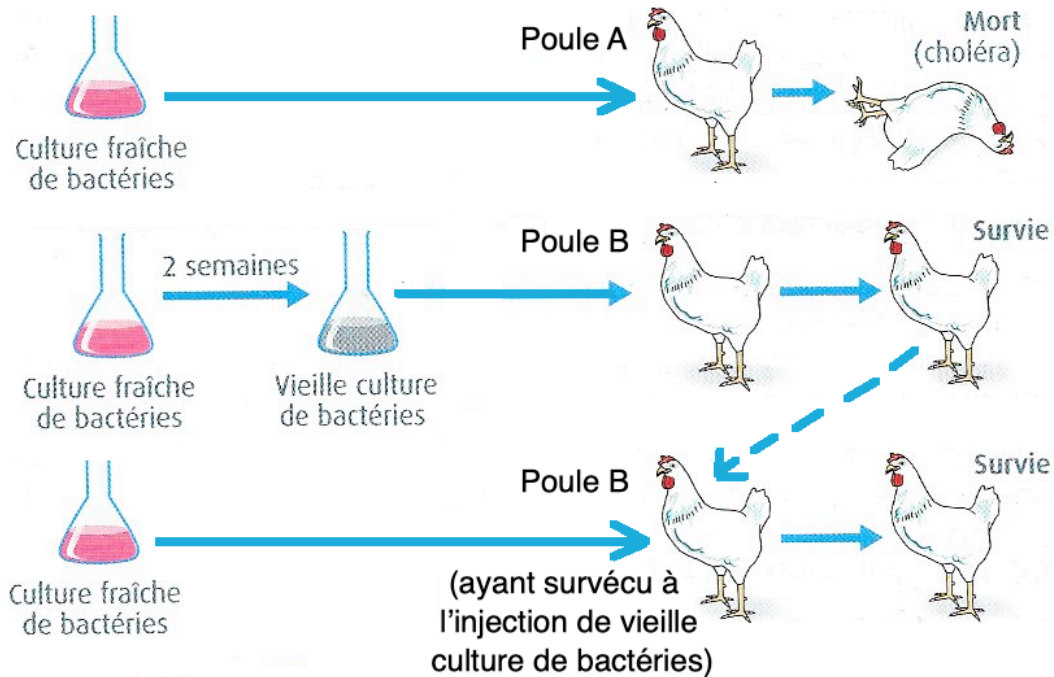 Poule A
Mort
(choléra)
Culture fraîche
de bactéries
Poule B
Survie
2 semaines
Culture fraîche
de bactéries
Vieille culture
de bactéries
Poule B
Survie
Culture fraîche
de bactéries
(ayant survécu à
l'injection de vieille
culture de bactéries)